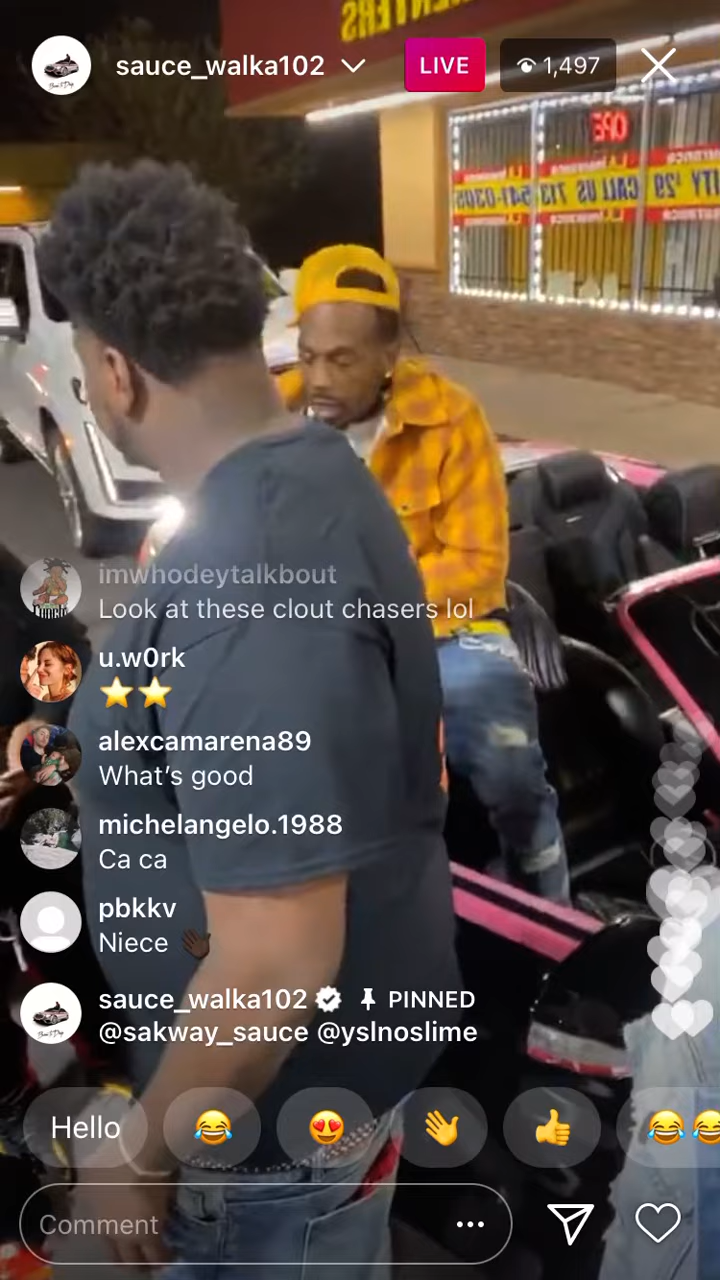 ENTERS
sauce_walka102
LIVE
1,497
OPE
CALL US 713
imwhodeytalkbout
Look at these clout chasers lol
u.w0rk
⭐⭐
alexcamarena89
What's good
michelangelo.1988
Ca ca
pbkkv
Niece 👋🏿
sauce_walka102 PINNED
@sakway_sauce @yslnoslime
Hello 😂 😍 👋 👍 😂😂
Comment